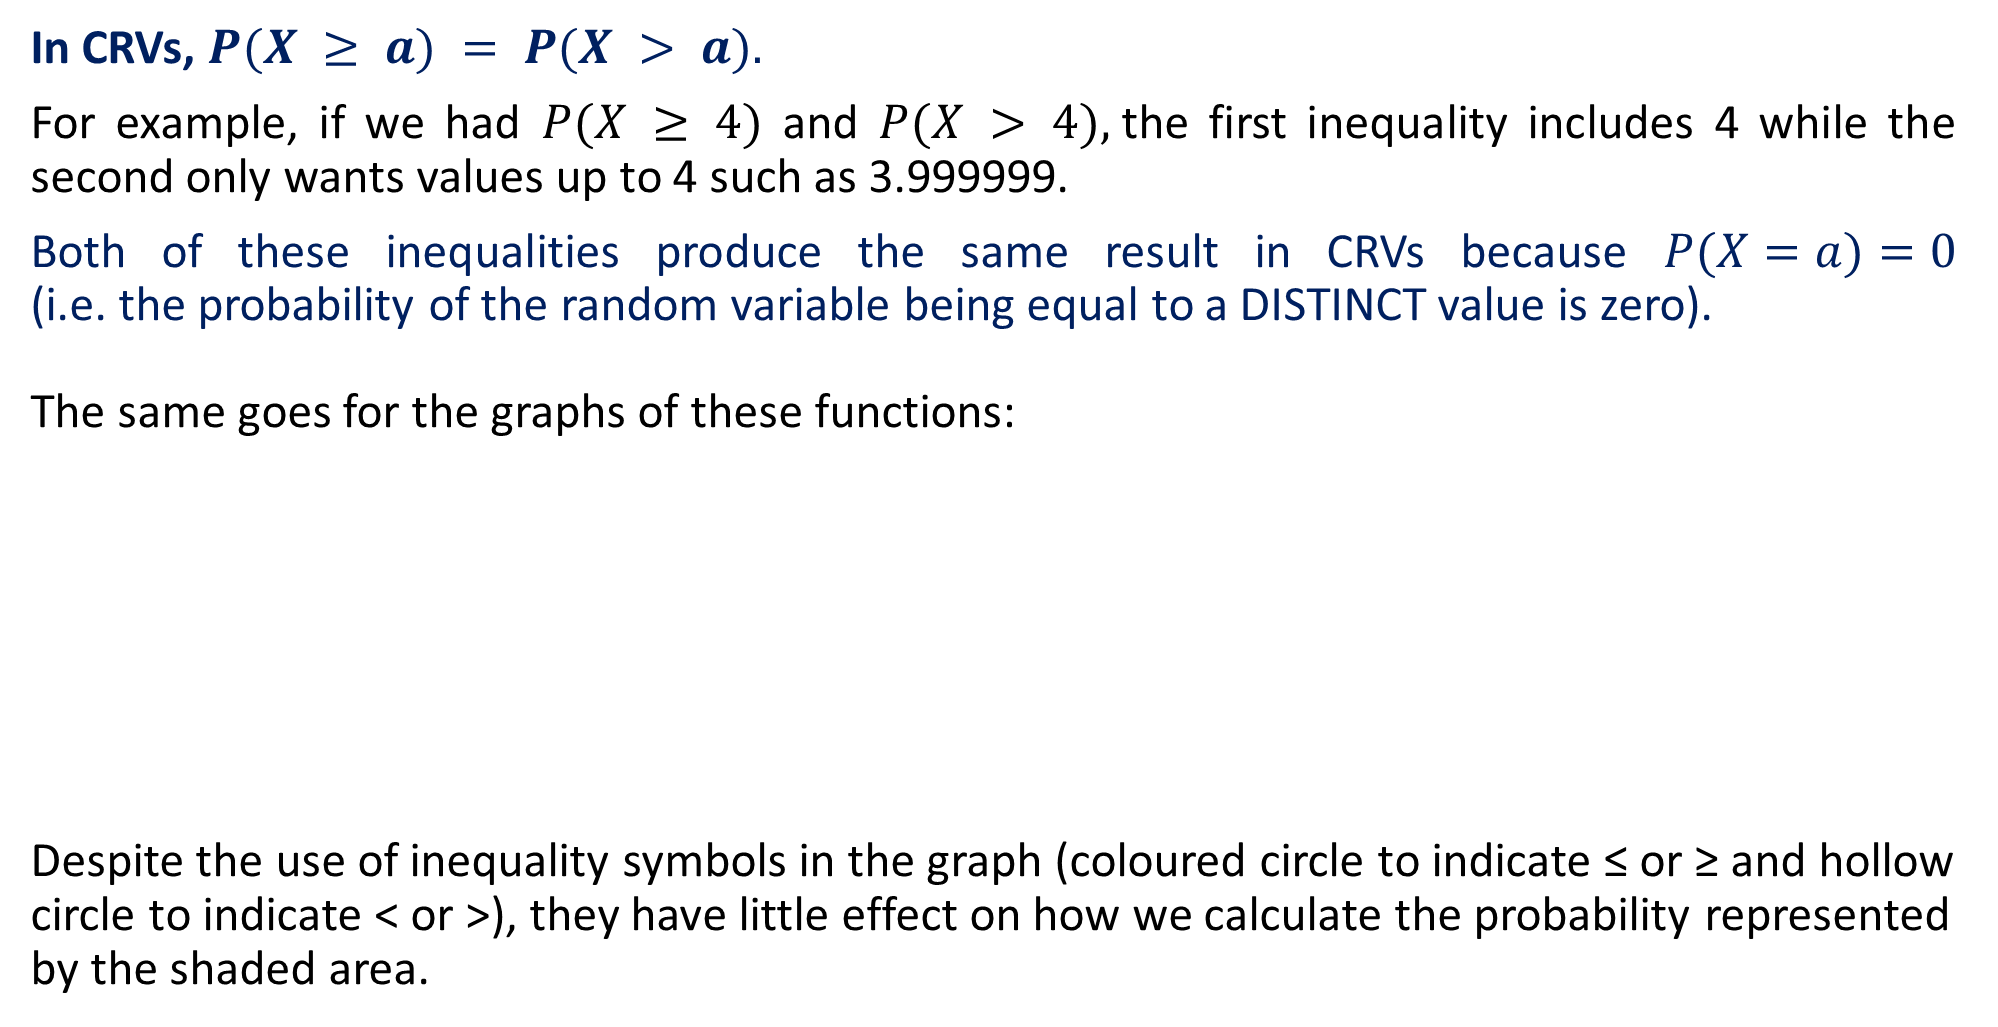 In CRVs, P(X ≥ a) = P(X > a).
For example, if we had P(X ≥ 4) and P(X > 4), the first inequality includes 4 while the
second only wants values up to 4 such as 3.999999.
Both of these inequalities produce the same result in CRVs because P(X = a) = 0
(i.e. the probability of the random variable being equal to a DISTINCT value is zero).
The same goes for the graphs of these functions:
Despite the use of inequality symbols in the graph (coloured circle to indicate ≤ or ≥ and hollow
circle to indicate < or >), they have little effect on how we calculate the probability represented
by the shaded area.